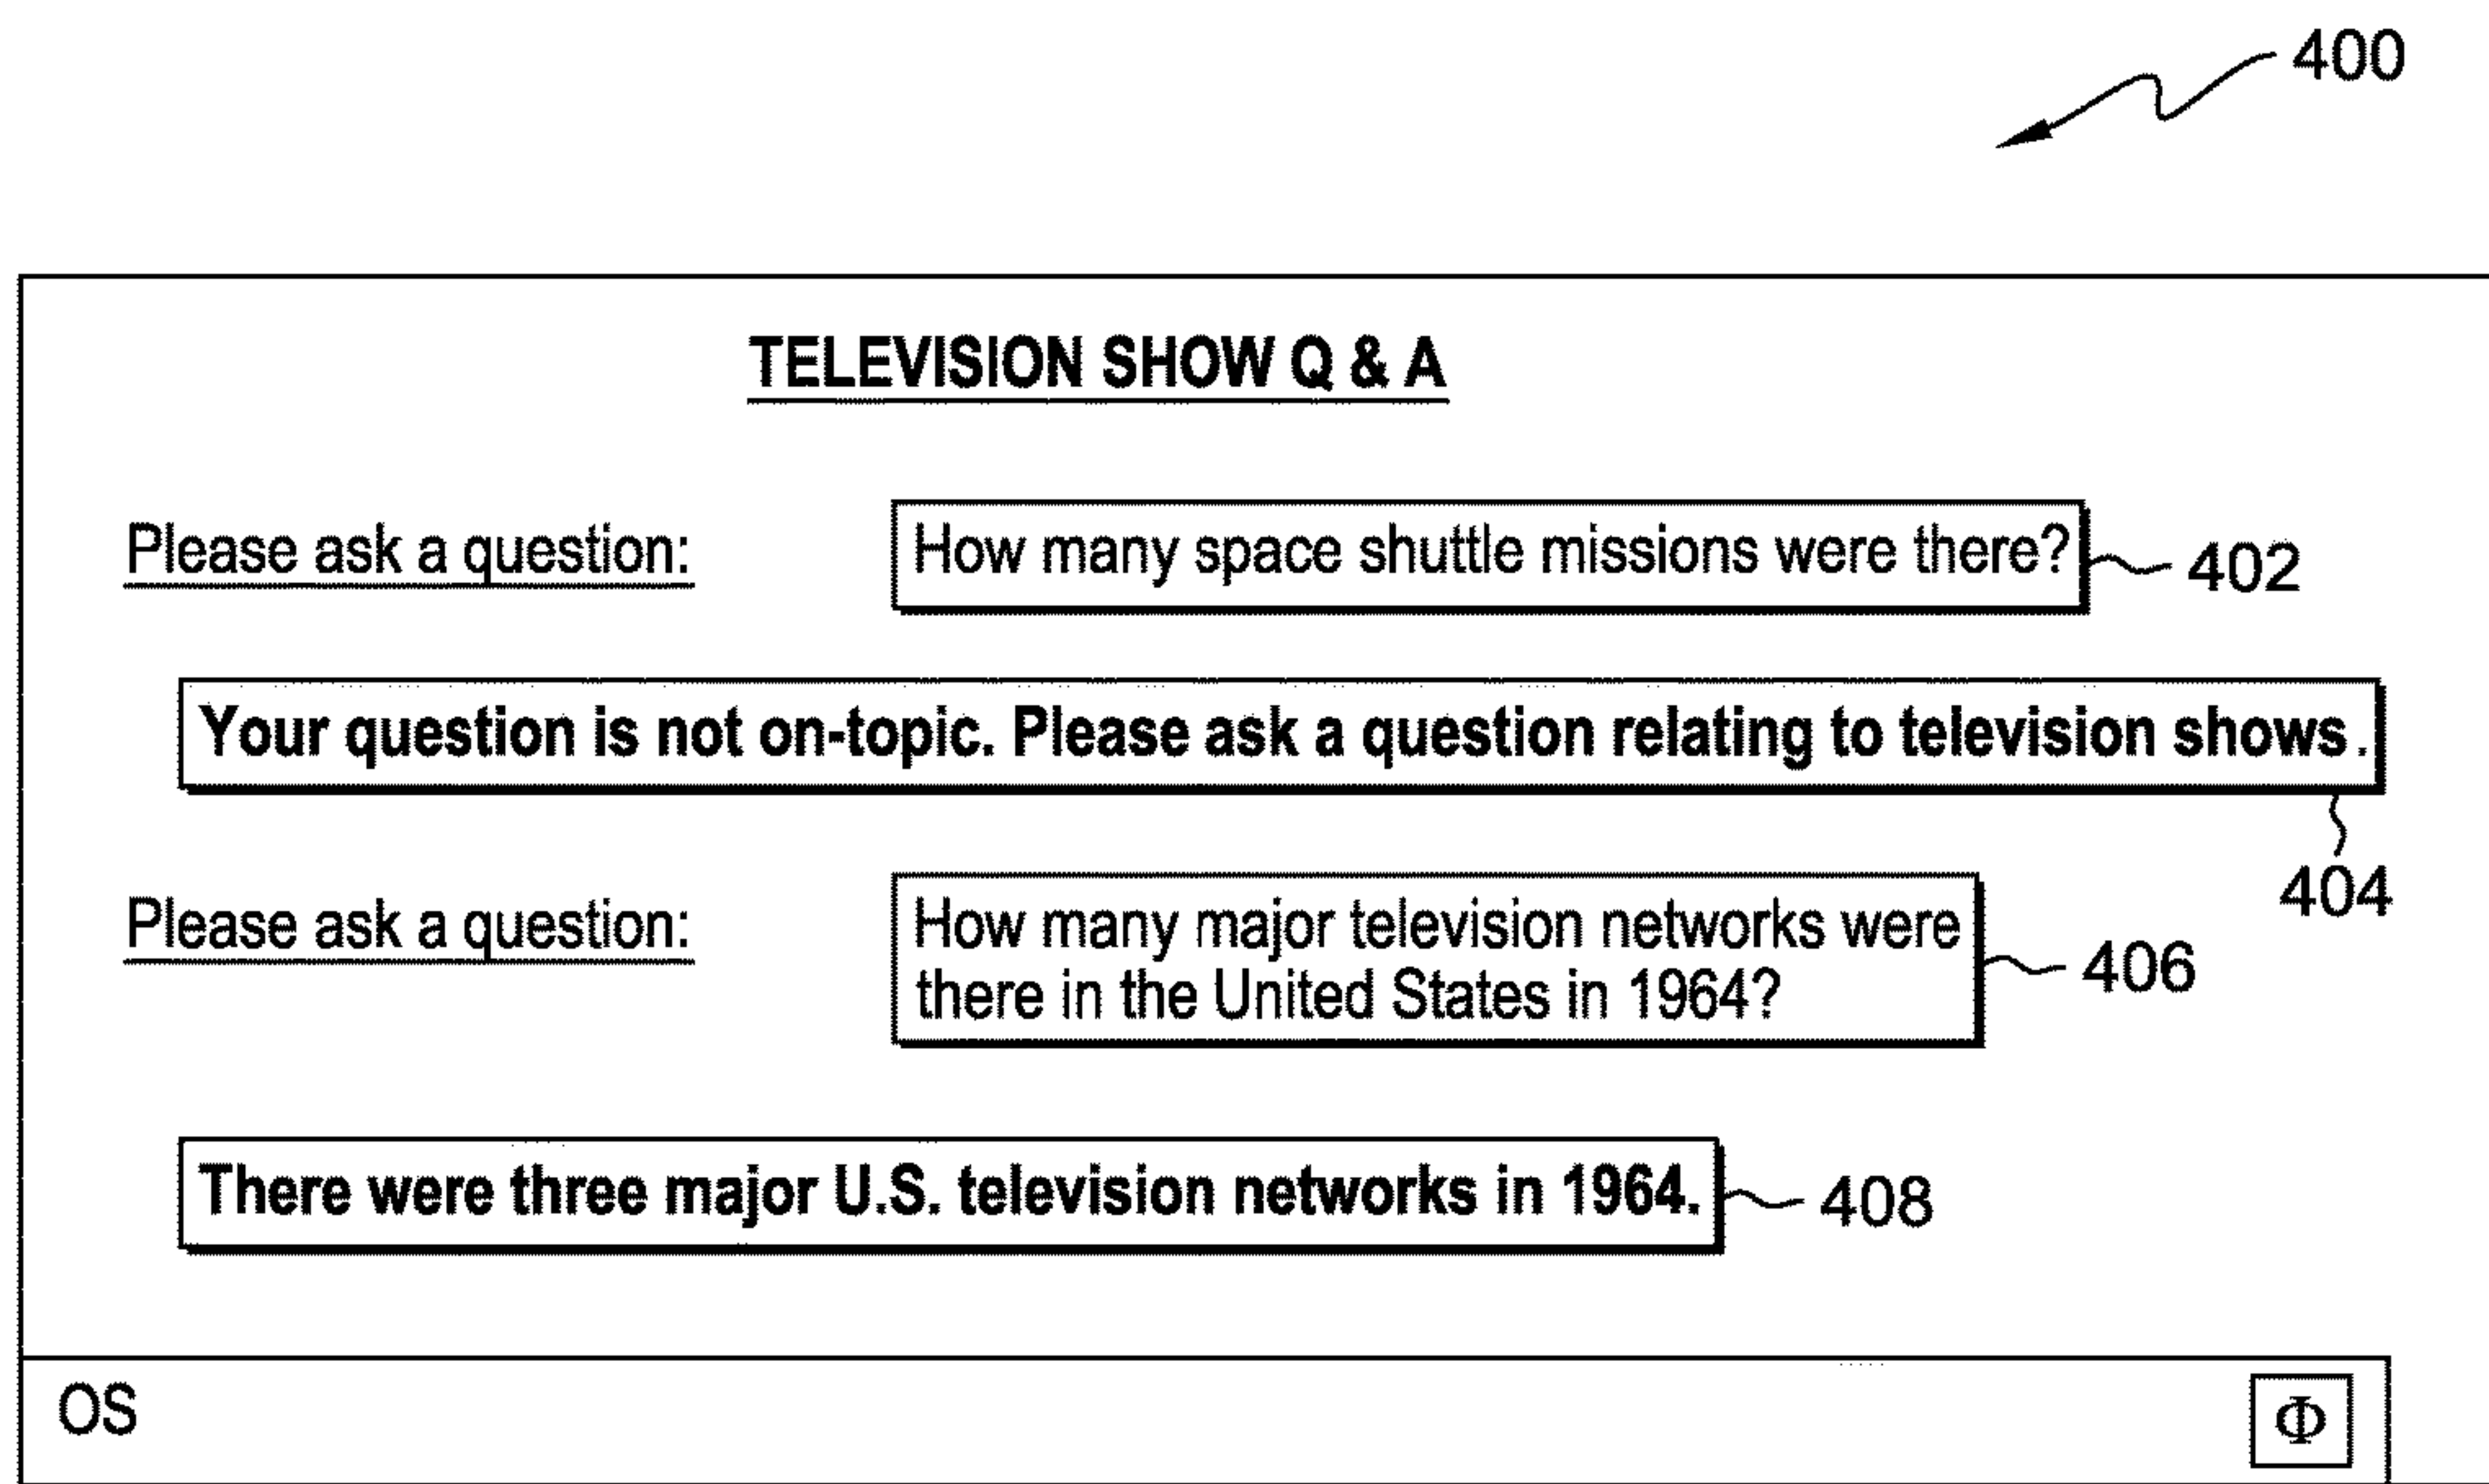 400
TELEVISION SHOW Q & A
Please ask a question:
How many space shuttle missions were there?
402
Your question is not on-topic. Please ask a question relating to television shows.
404
Please ask a question:
How many major television networks were
there in the United States in 1964?
406
There were three major U.S. television networks in 1964.
408
OS
Φ